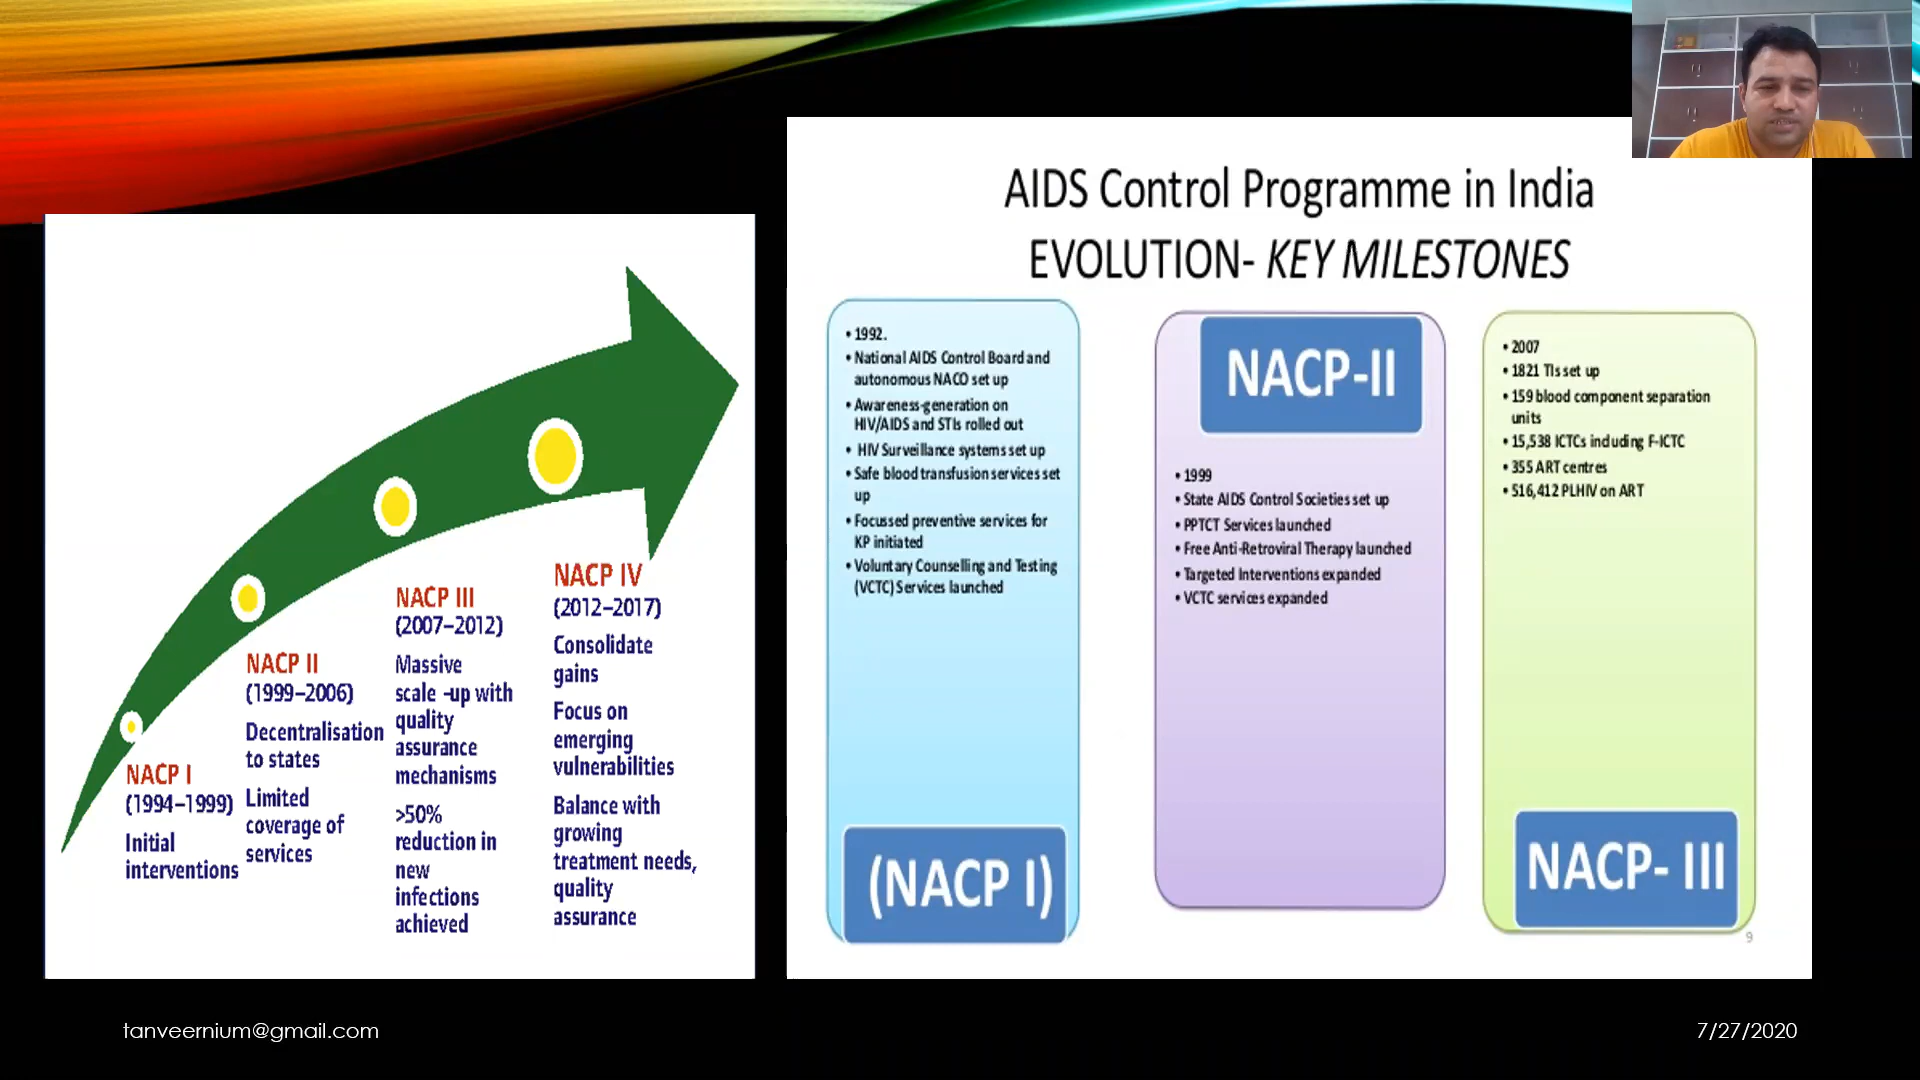 AIDS Control Programme in India
EVOLUTION- KEY MILESTONES
NACP I
(1994–1999)
Initial
interventions
NACP II
(1999–2006)
Decentralisation
to states
Limited
coverage of
services
NACP III
(2007–2012)
Massive
scale -up with
quality
assurance
mechanisms
>50%
reduction in
new
infections
achieved
NACP IV
(2012–2017)
Consolidate
gains
Focus on
emerging
vulnerabilities
Balance with
growing
treatment needs,
quality
assurance
• 1992.
• National AIDS Control Board and
autonomous NACO set up
• Awareness-generation on
HIV/AIDS and STIs rolled out
• HIV Surveillance systems set up
• Safe blood transfusion services set
up
• Focussed preventive services for
KP initiated
• Voluntary Counselling and Testing
(VCTC) Services launched
(NACP I)
NACP-II
• 1999
• State AIDS Control Societies set up
• PPTCT Services launched
• Free Anti-Retroviral Therapy launched
• Targeted Interventions expanded
• VCTC services expanded
• 2007
• 1821 TIs set up
• 159 blood component separation
units
• 15,538 ICTCs including F-ICTC
• 355 ART centres
• 516,412 PLHIV on ART
NACP- III
9
tanveernium@gmail.com
7/27/2020